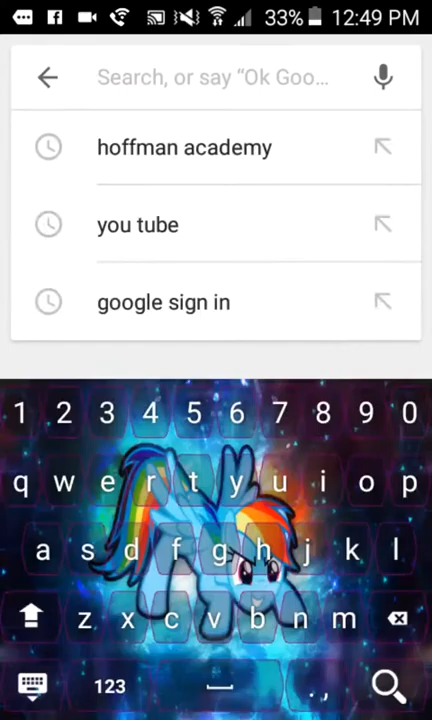 33% 12:49 PM
Search, or say "Ok Goo...
hoffman academy
you tube
google sign in
1 2 3 4 5 6 7 8 9 0
q w e r t y u i o p
a s d f g h j k l
z x c v b n m
123 .,